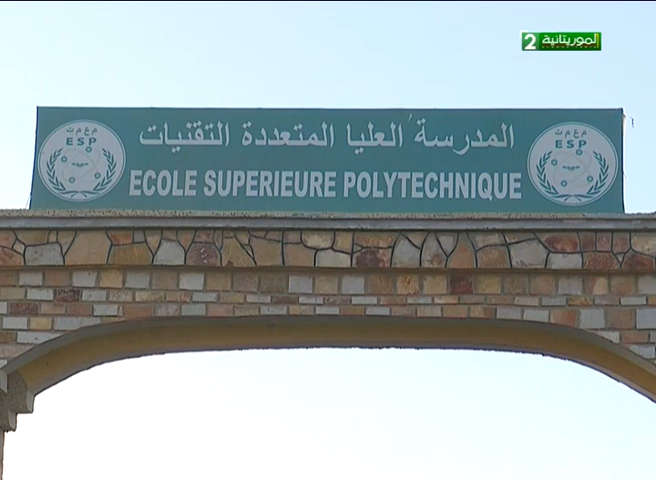 الموريتانية 2
المدرسة العليا المتعددة التقنيات
ECOLE SUPERIEURE POLYTECHNIQUE
م ع م ت
ESP
م ع م ت
ESP